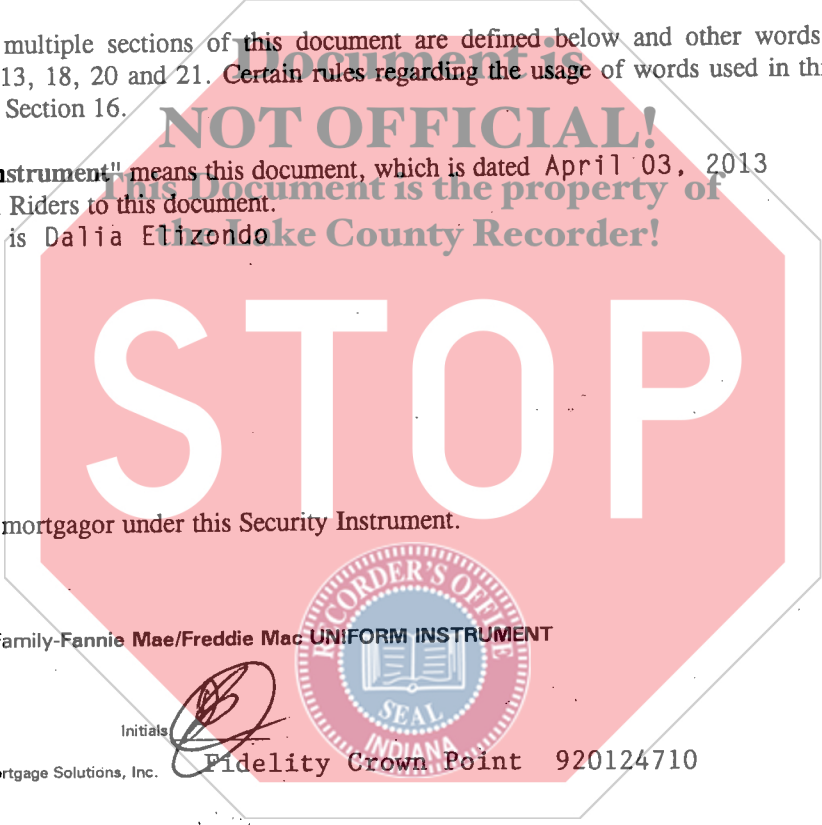 multiple sections of this document are defined below and other words
Document is
13, 18, 20 and 21. Certain rules regarding the usage of words used in thi
Section 16.
NOT OFFICIAL!
nstrument" means this document, which is dated April 03, 2013
This Document is the property of
Riders to this document.
is Dalia Elizondo
the Lake County Recorder!
STOP
mortgagor under this Security Instrument.
RECORDER'S OFFICE
SEAL
INDIANA
Family-Fannie Mae/Freddie Mac UNIFORM INSTRUMENT
Initials
ortgage Solutions, Inc.
Fidelity Crown Point 920124710